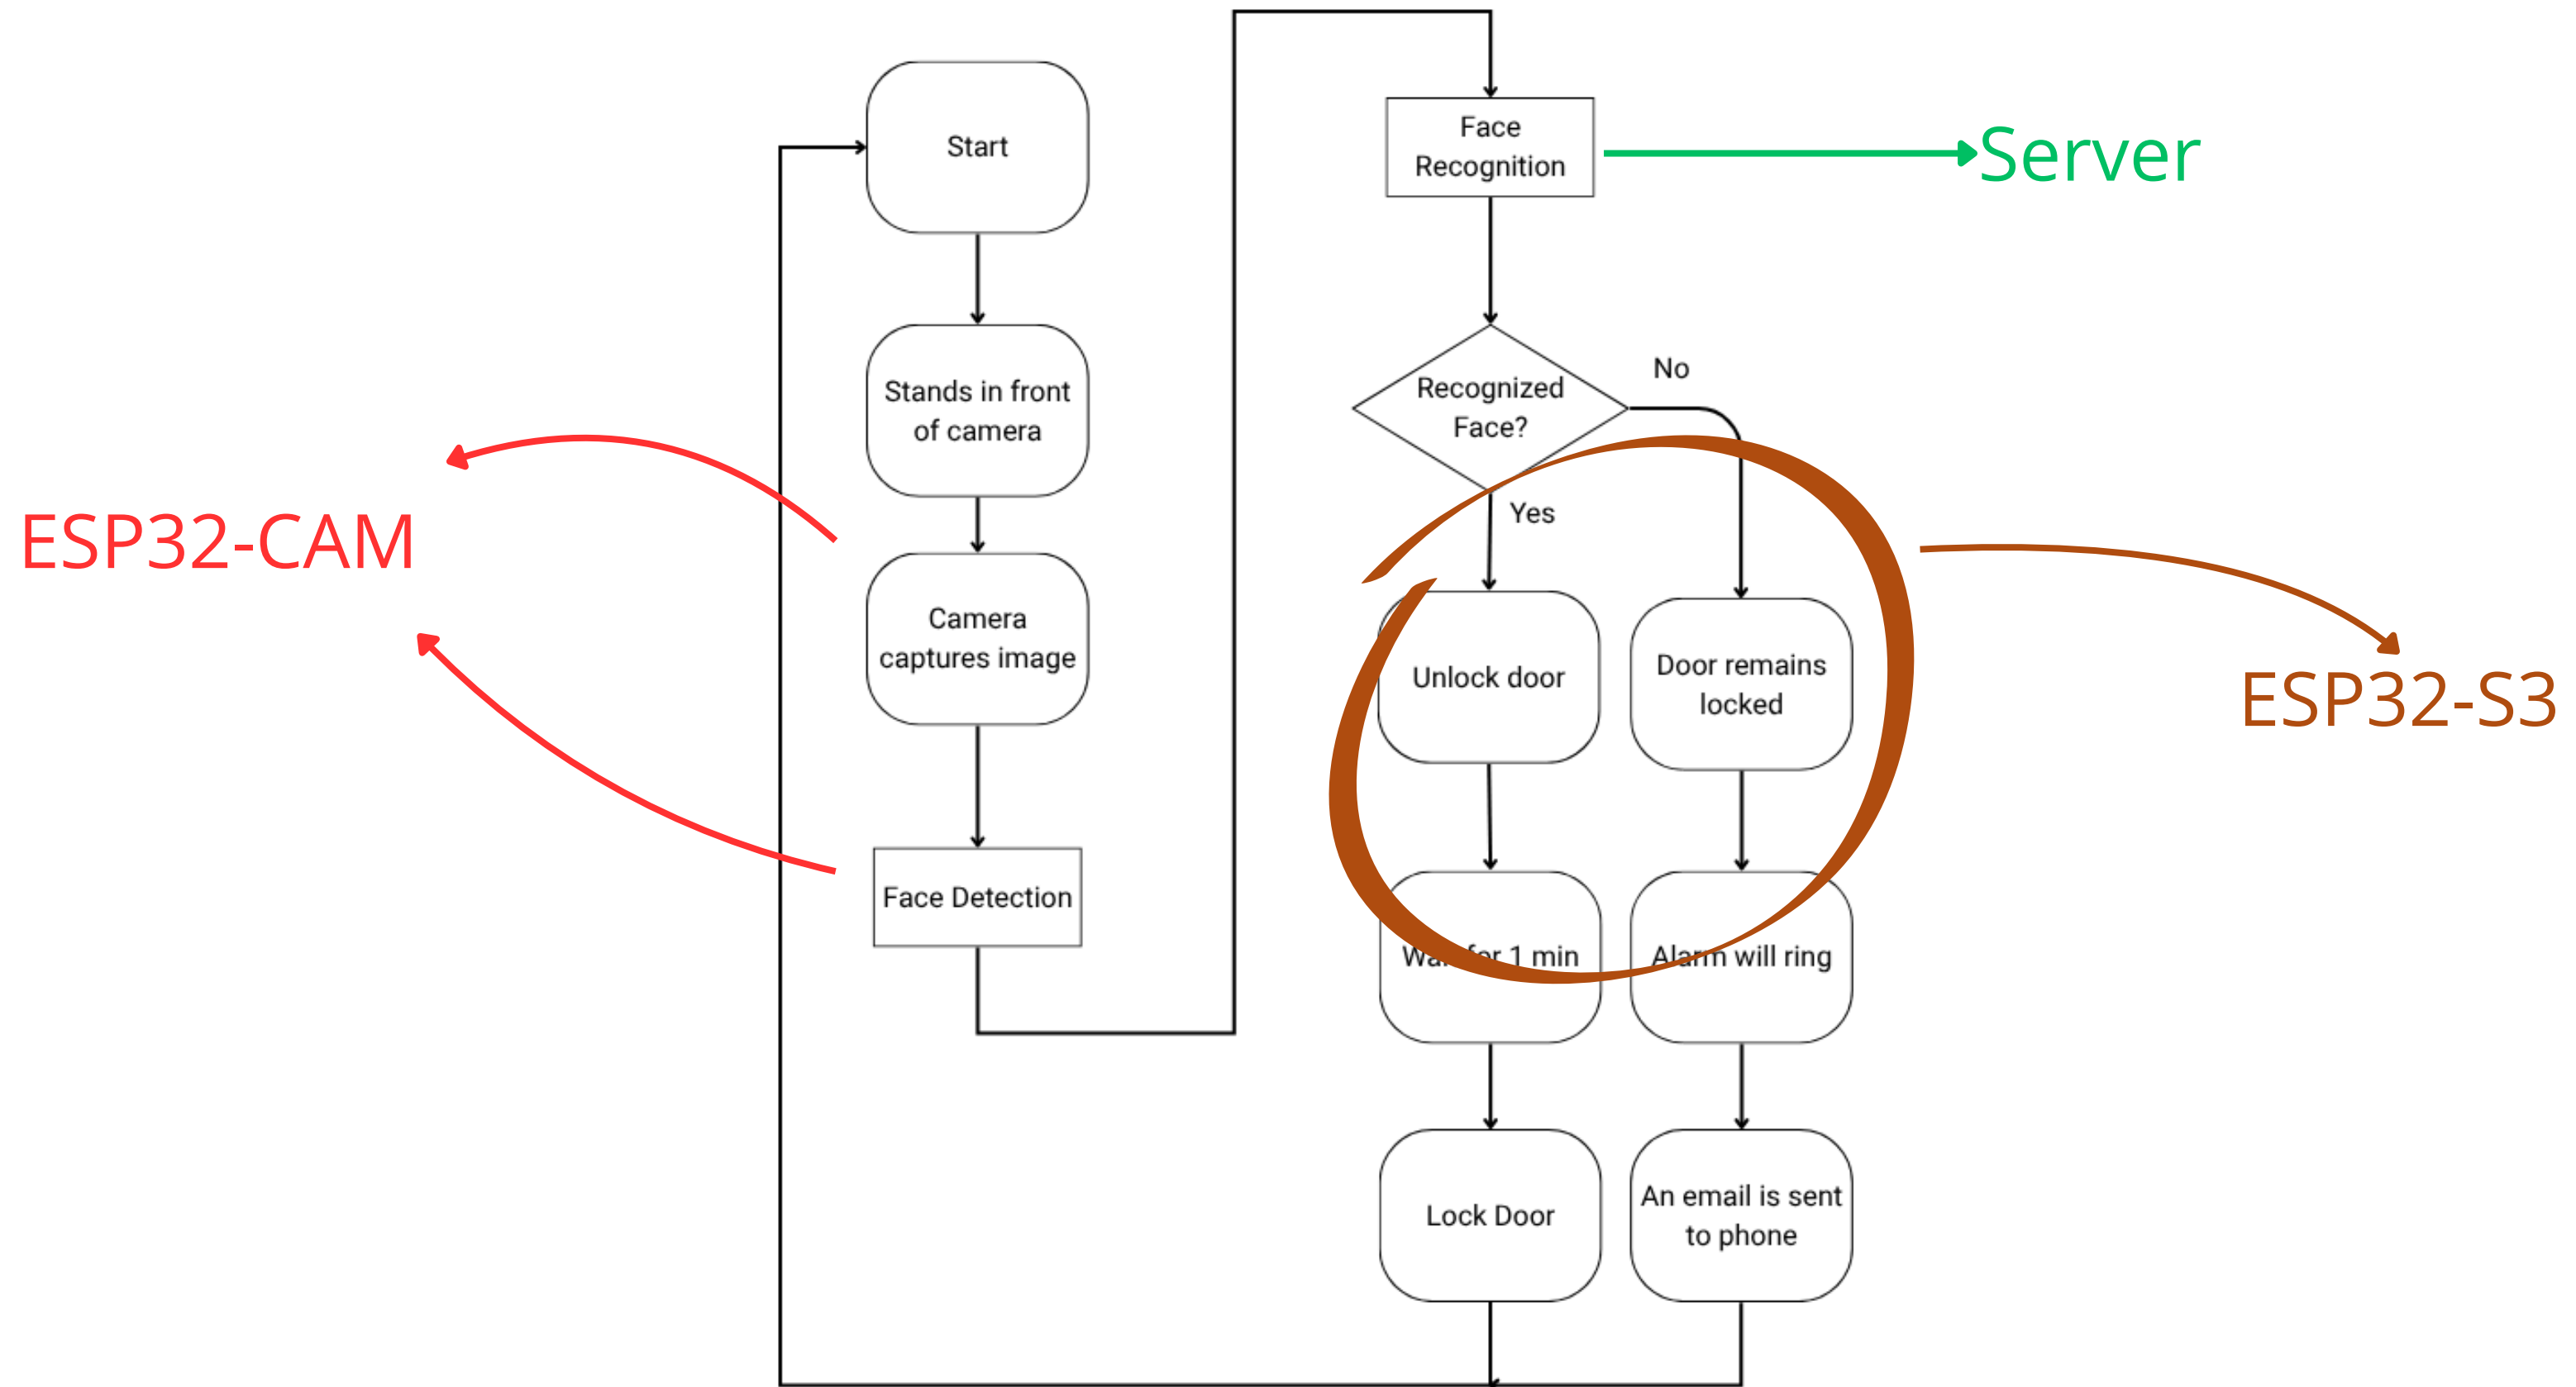 Start
Stands in front
of camera
Camera
captures image
Face Detection
ESP32-CAM
Face
Recognition
Server
Recognized
Face?
No
Yes
Unlock door
Door remains
locked
for 1 min
Alarm will ring
Lock Door
An email is sent
to phone
ESP32-S3